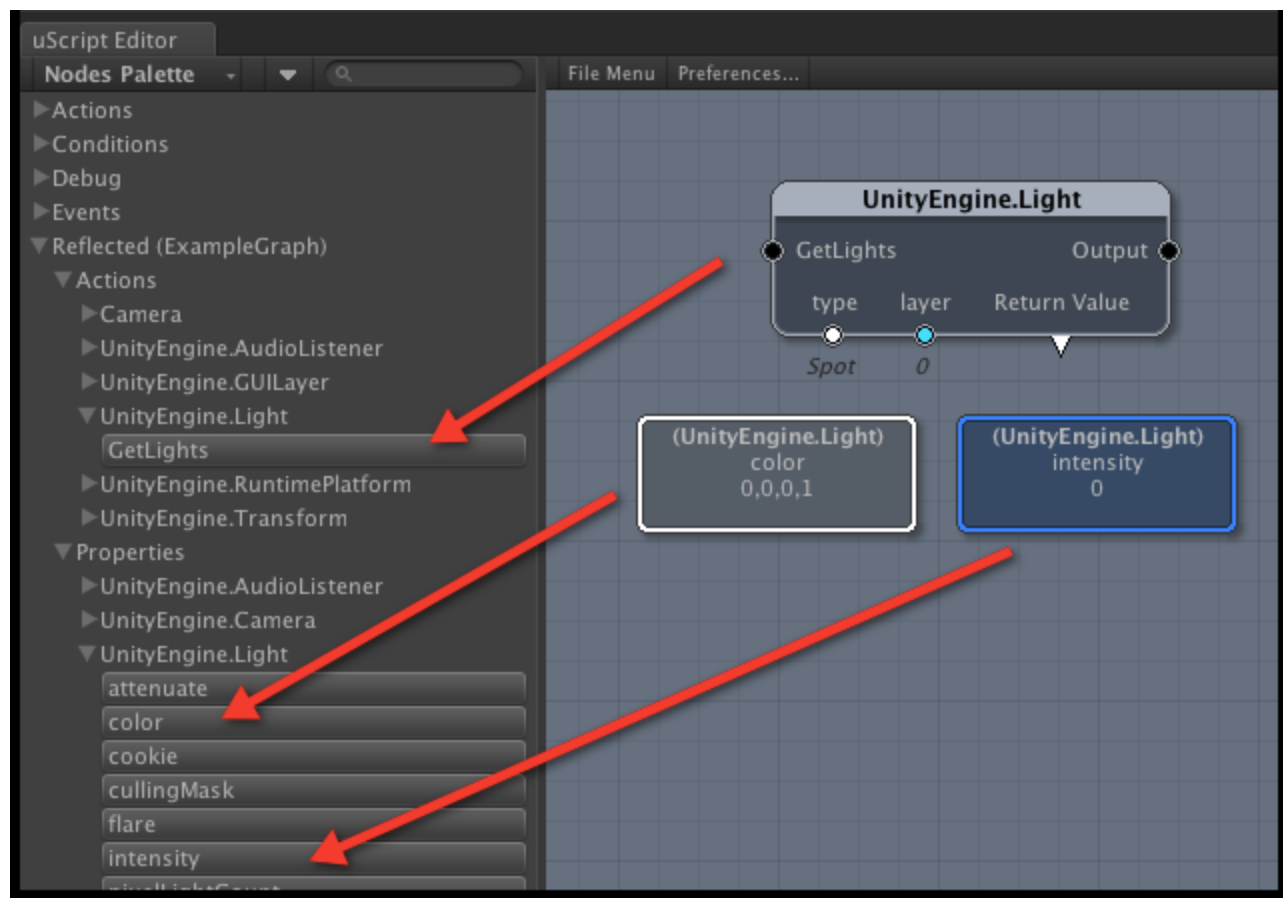 uScript Editor
Nodes Palette
File Menu Preferences...
Actions
Conditions
Debug
Events
Reflected (ExampleGraph)
Actions
Camera
UnityEngine.AudioListener
UnityEngine.GUILayer
UnityEngine.Light
GetLights
UnityEngine.RuntimePlatform
UnityEngine.Transform
Properties
UnityEngine.AudioListener
UnityEngine.Camera
UnityEngine.Light
attenuate
color
cookie
cullingMask
flare
intensity
pixelLightCount
UnityEngine.Light
GetLights Output
type layer Return Value
Spot 0
(UnityEngine.Light)
color
0,0,0,1
(UnityEngine.Light)
intensity
0